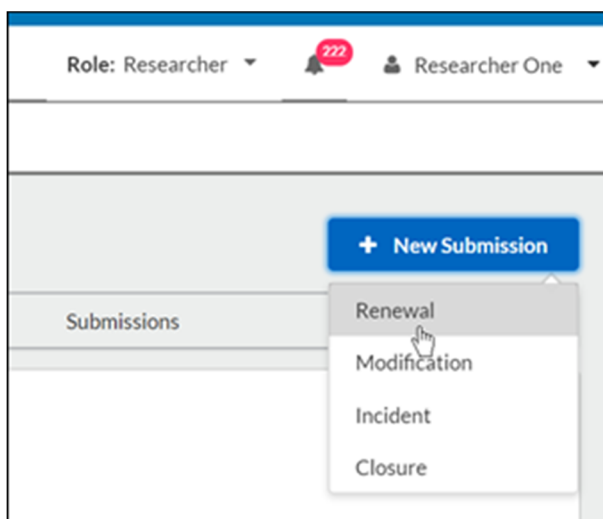 Role: Researcher
222
Researcher One
+ New Submission
Submissions
Renewal
Modification
Incident
Closure